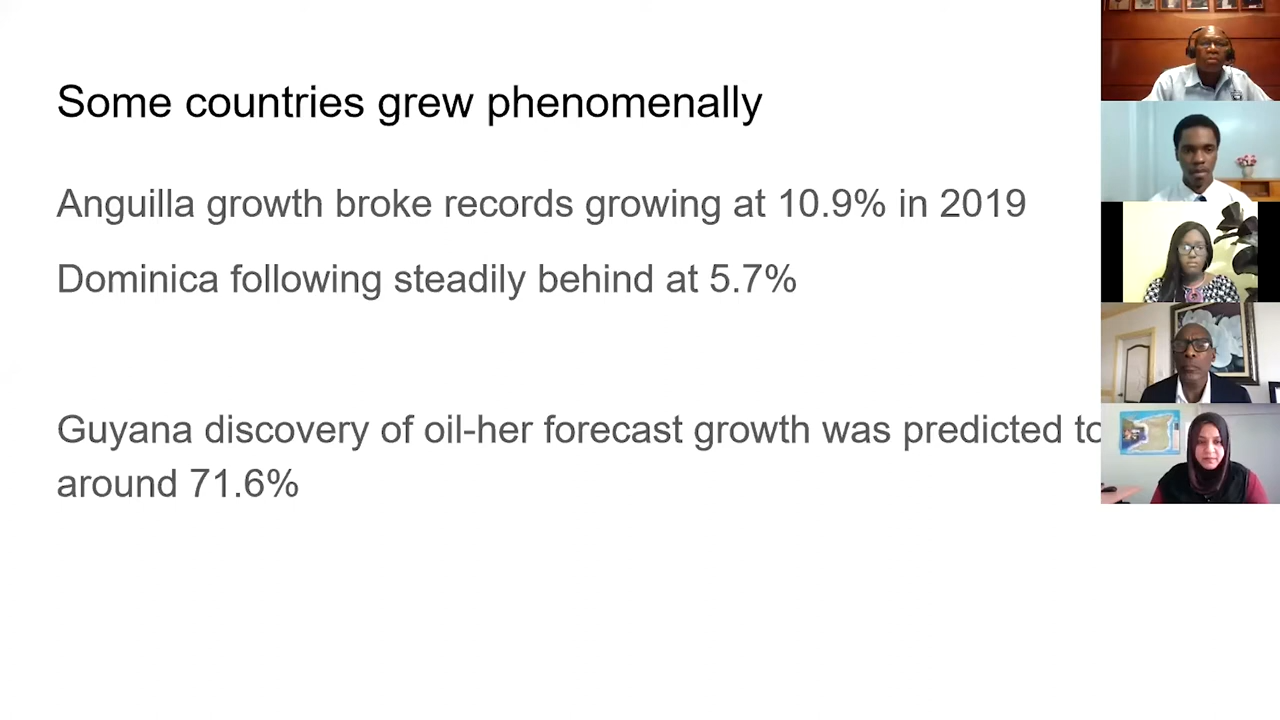 Some countries grew phenomenally
Anguilla growth broke records growing at 10.9% in 2019
Dominica following steadily behind at 5.7%
Guyana discovery of oil-her forecast growth was predicted to
around 71.6%